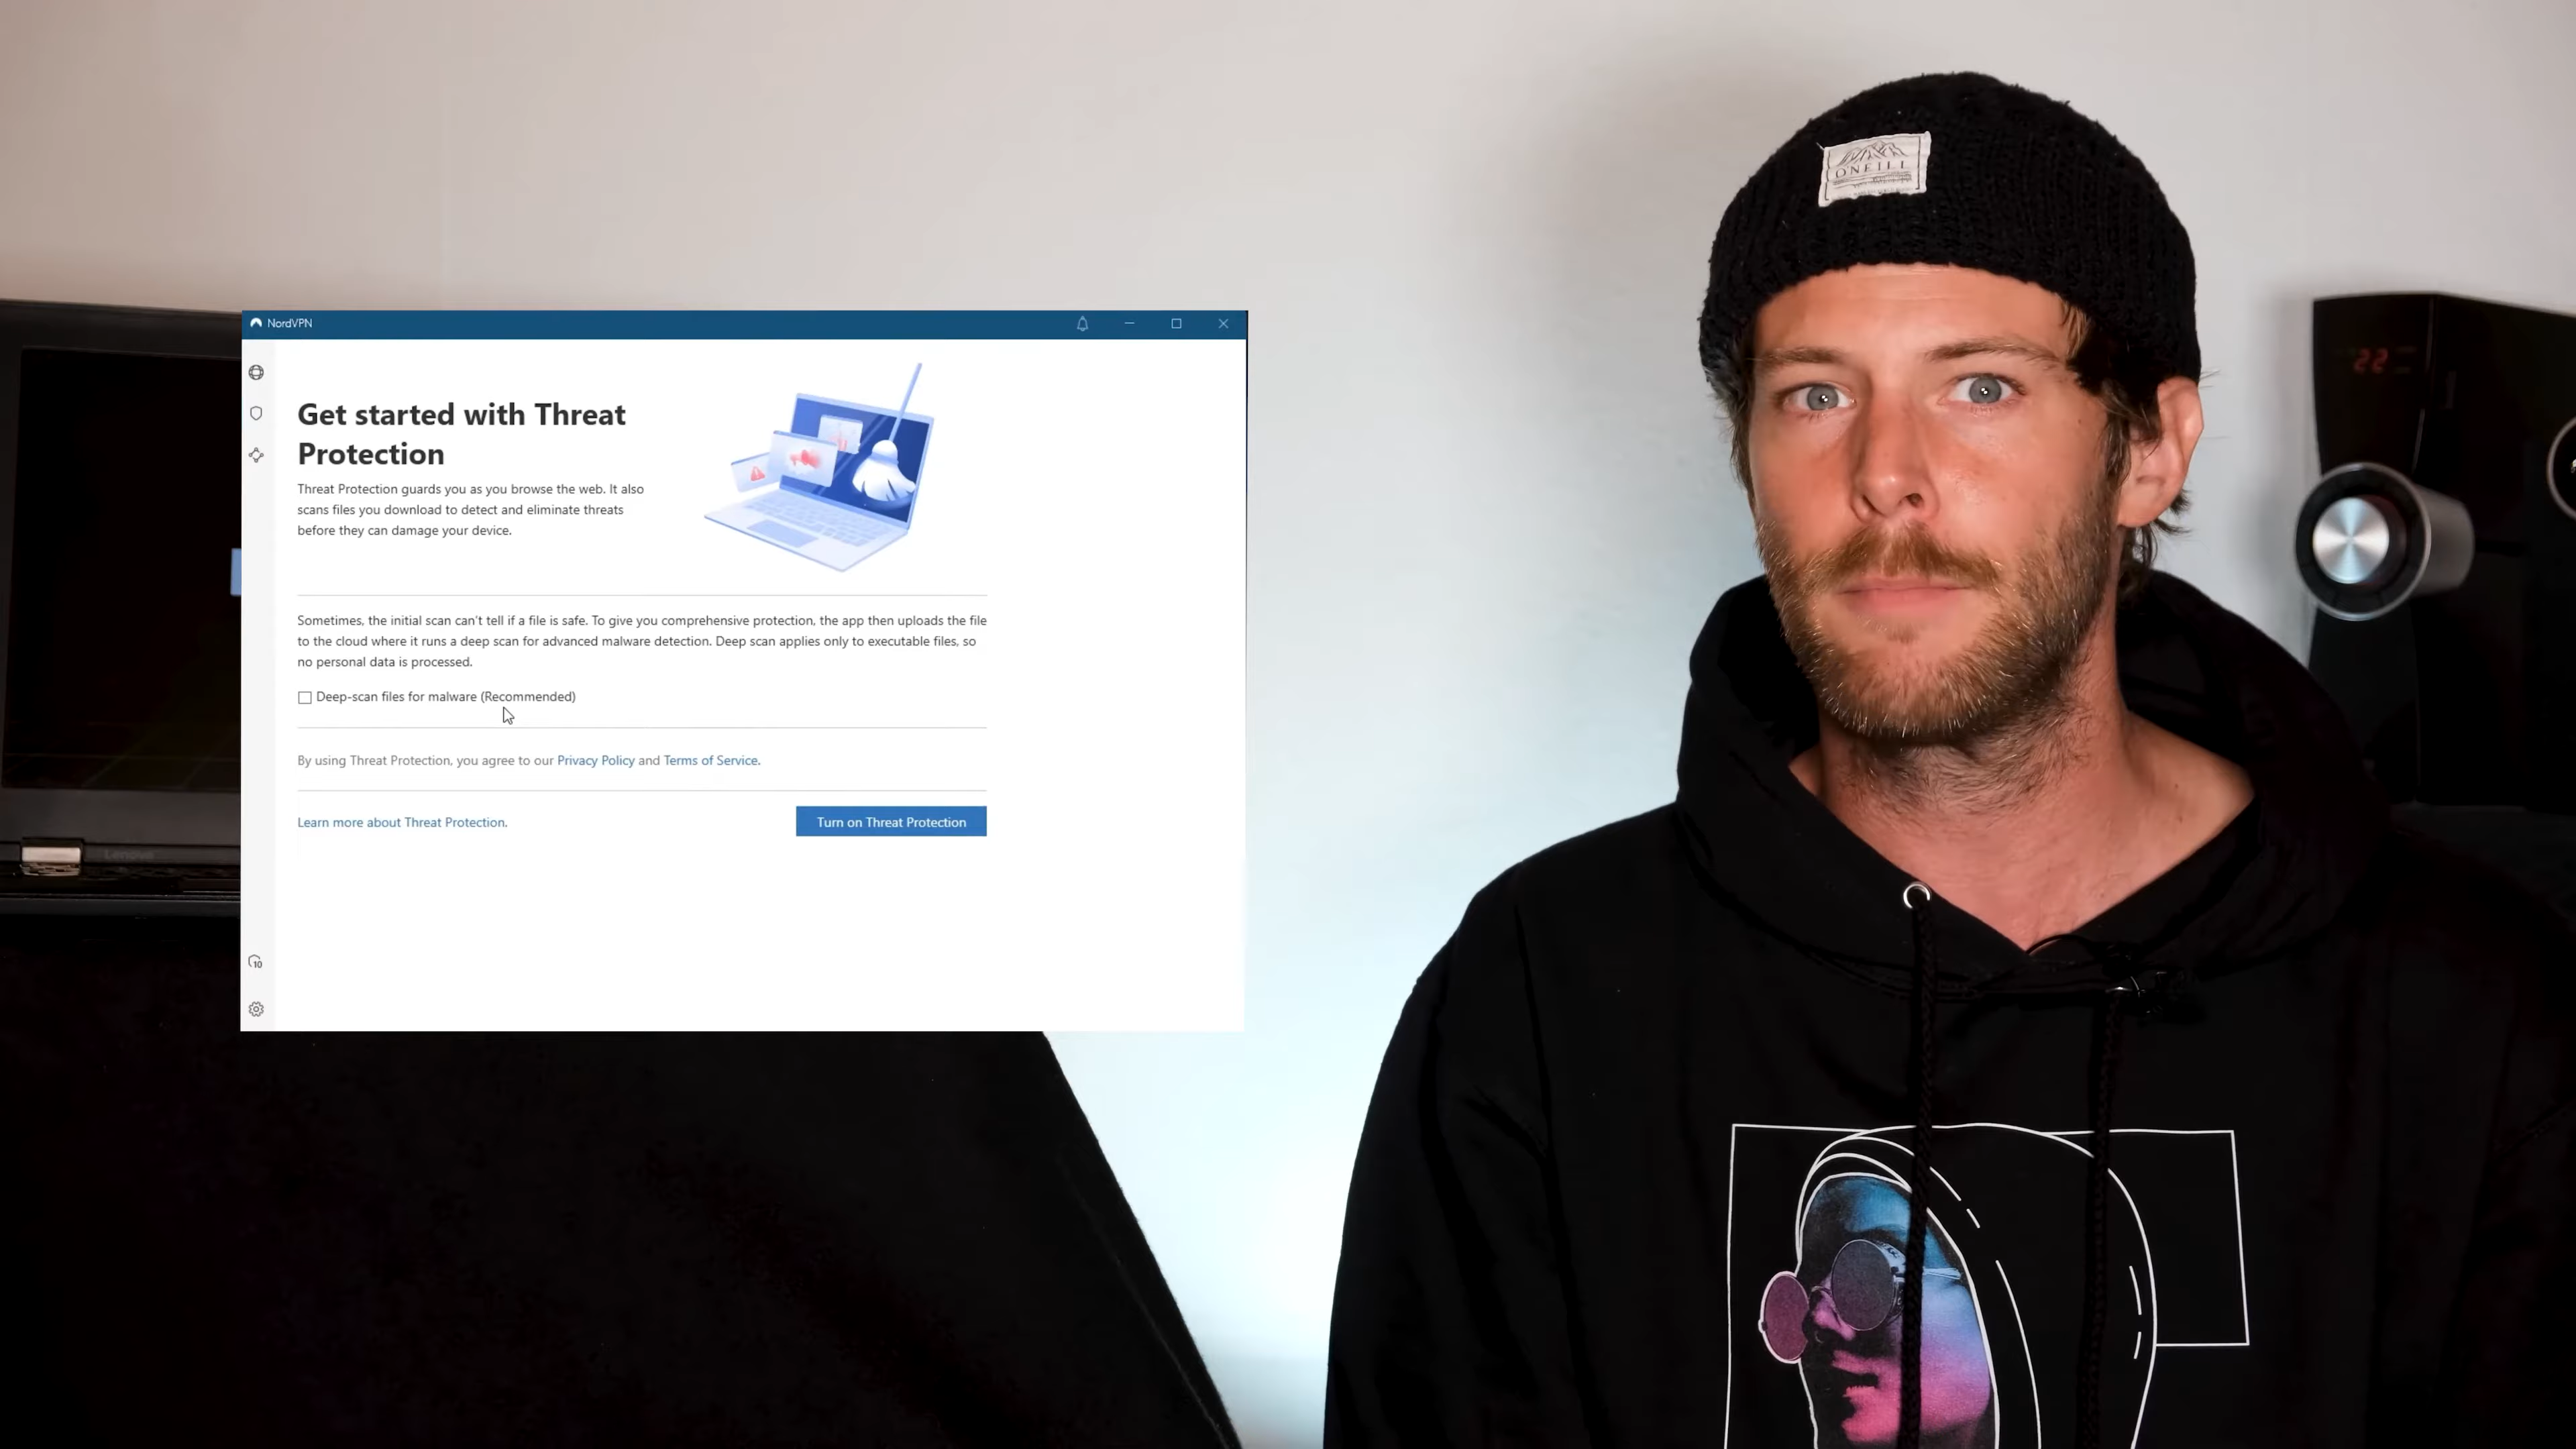 NordVPN
Get started with Threat
Protection
Threat Protection guards you as you browse the web. It also
scans files you download to detect and eliminate threats
before they can damage your device.
Sometimes, the initial scan can't tell if a file is safe. To give you comprehensive protection, the app then uploads the file
to the cloud where it runs a deep scan for advanced malware detection. Deep scan applies only to executable files, so
no personal data is processed.
Deep-scan files for malware (Recommended)
By using Threat Protection, you agree to our Privacy Policy and Terms of Service.
Learn more about Threat Protection.
Turn on Threat Protection
10
Lenovo
ONEILL
22